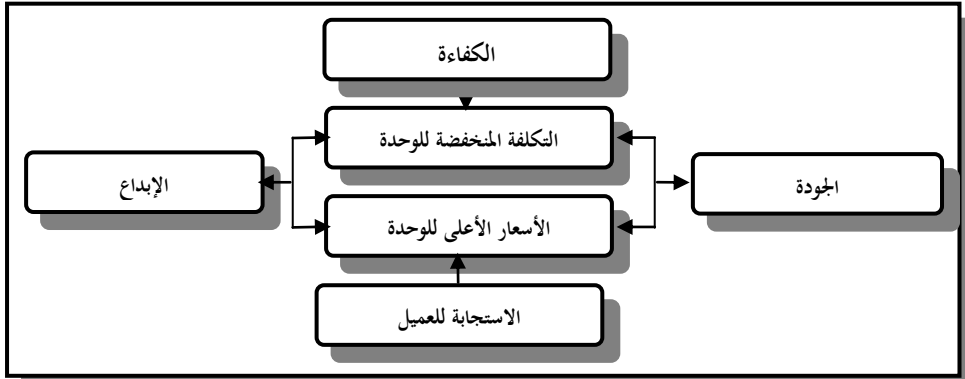 الكفاءة
التكلفة المنخفضة للوحدة
الجودة
الإبداع
الأسعار الأعلى للوحدة
الاستجابة للعميل